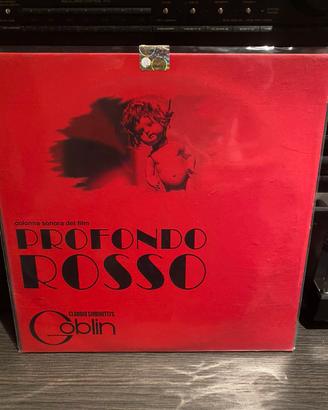 colonna sonora del film
PROFONDO
ROSSO
CLAUDIO SIMONETTI'S
Goblin